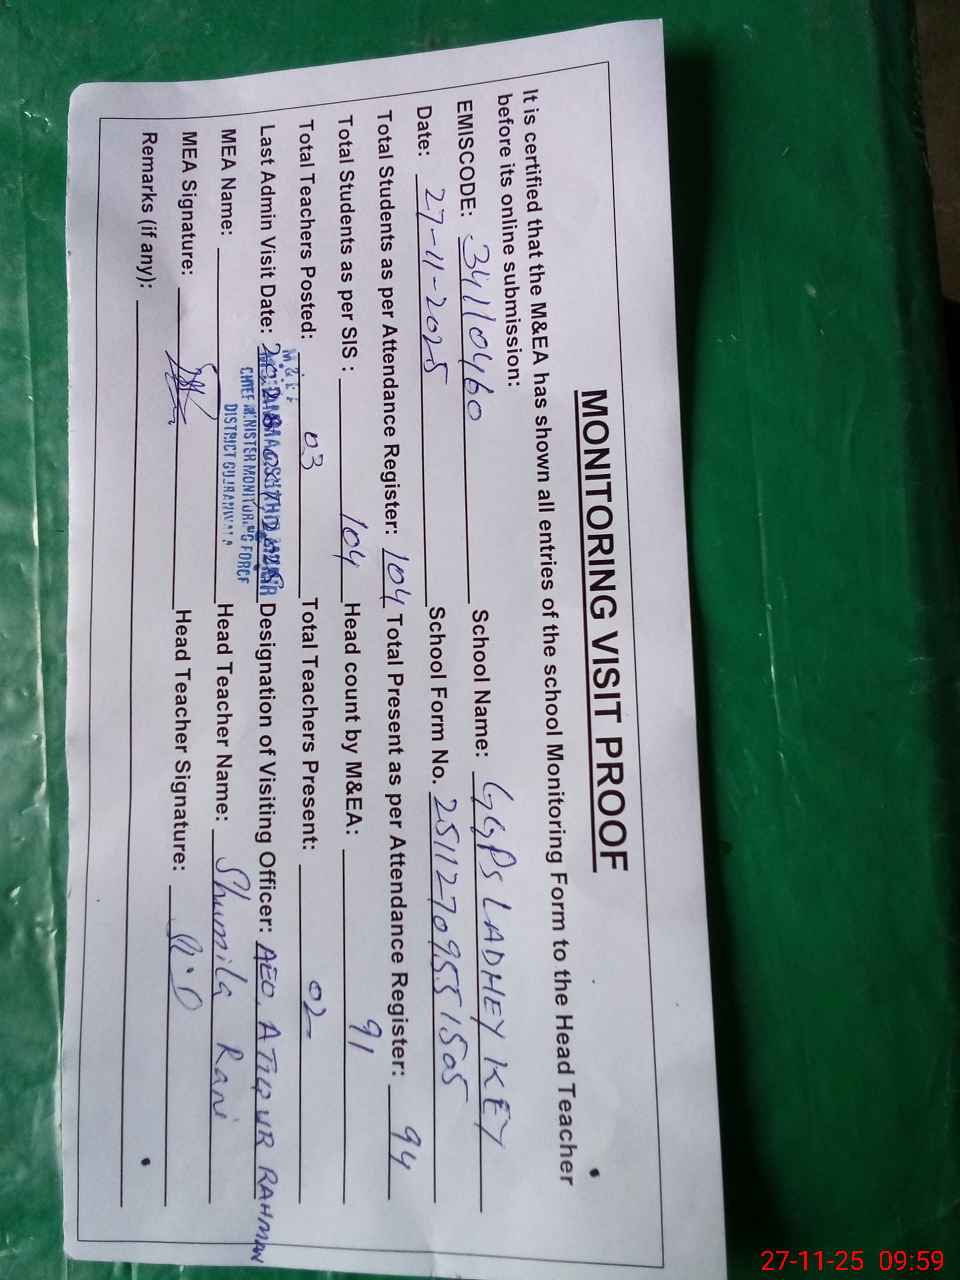 MONITORING VISIT PROOF
It is certified that the M&EA has shown all entries of the school Monitoring Form to the Head Teacher
before its online submission:
EMISCODE: 34110460 School Name: GGPS LADHEY KEY
Date: 27-11-2025 School Form No. 25112709551505
Total Students as per Attendance Register: 104 Total Present as per Attendance Register: 94
Total Students as per SIS : 104 Head count by M&EA: 91
Total Teachers Posted: 03 Total Teachers Present: 02
Last Admin Visit Date: Designation of Visiting Officer: AEO, ATIQ UR RAHMAN
CHIEF MINISTER MONITORING FORCE
DISTRICT GUJRANWALA
MEA Name: Head Teacher Name: Shumila Rani
MEA Signature: Head Teacher Signature:
Remarks (if any):
27-11-25 09:59